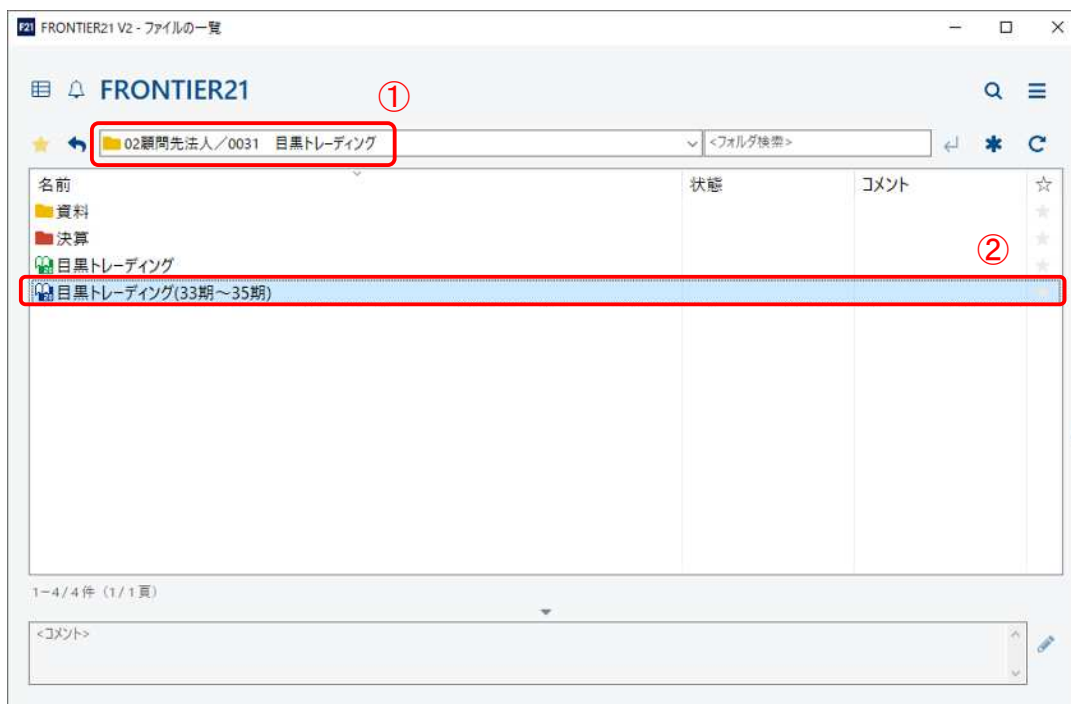 F21 FRONTIER21 V2 - ファイルの一覧
FRONTIER21
①
02顧問先法人／0031　目黒トレーディング
<フォルダ検索>
名前 状態 コメント
資料
決算
②
目黒トレーディング
目黒トレーディング(33期～35期)
1－4/4件（1/1頁）
<コメント>